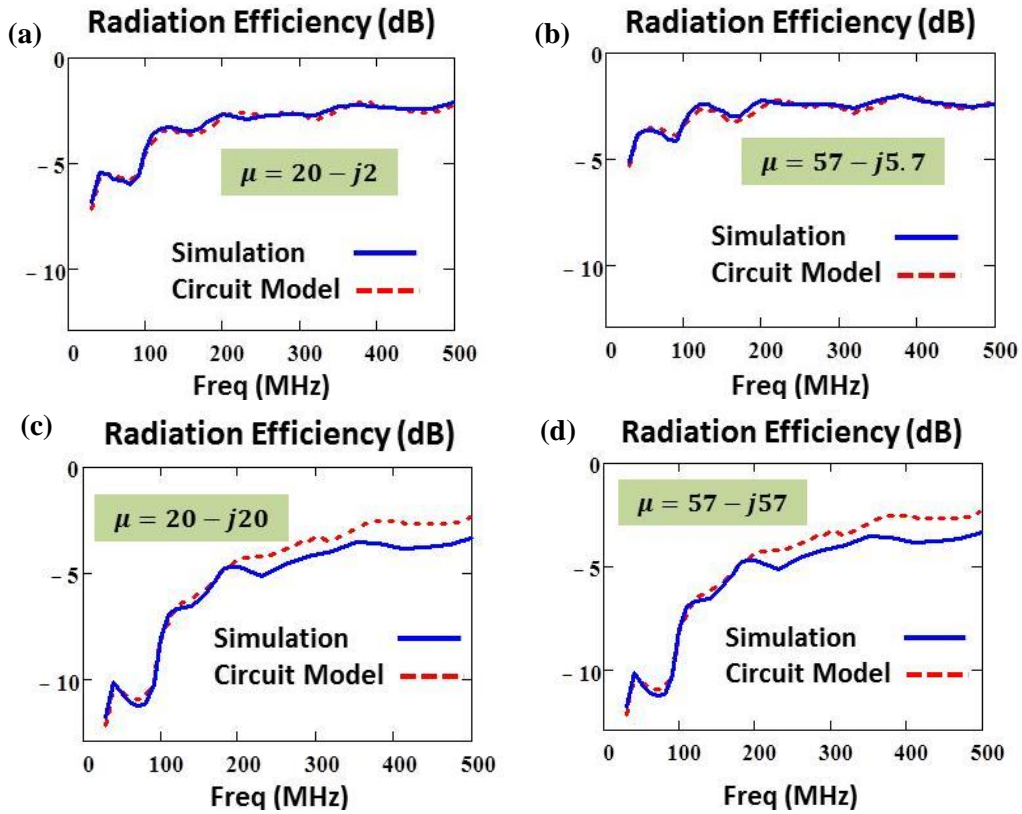 (a) Radiation Efficiency (dB)
0
- 5
- 10
μ = 20 − j2
Simulation
Circuit Model
0 100 200 300 400 500
Freq (MHz)
(b) Radiation Efficiency (dB)
0
- 5
- 10
μ = 57 − j5.7
Simulation
Circuit Model
0 100 200 300 400 500
Freq (MHz)
(c) Radiation Efficiency (dB)
0
- 5
- 10
μ = 20 − j20
Simulation
Circuit Model
0 100 200 300 400 500
Freq (MHz)
(d) Radiation Efficiency (dB)
0
- 5
- 10
μ = 57 − j57
Simulation
Circuit Model
0 100 200 300 400 500
Freq (MHz)